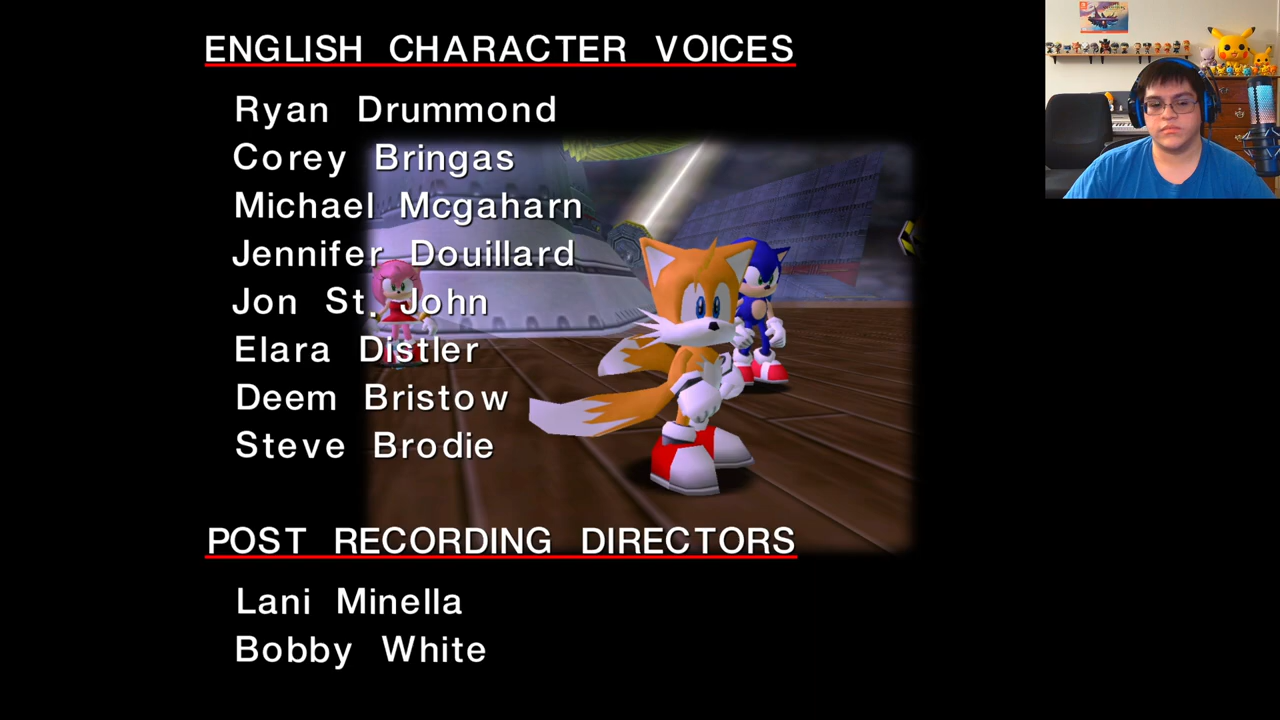 ENGLISH CHARACTER VOICES
Ryan Drummond
Corey Bringas
Michael Mcgaharn
Jennifer Douillard
Jon St. John
Elara Distler
Deem Bristow
Steve Brodie
POST RECORDING DIRECTORS
Lani Minella
Bobby White